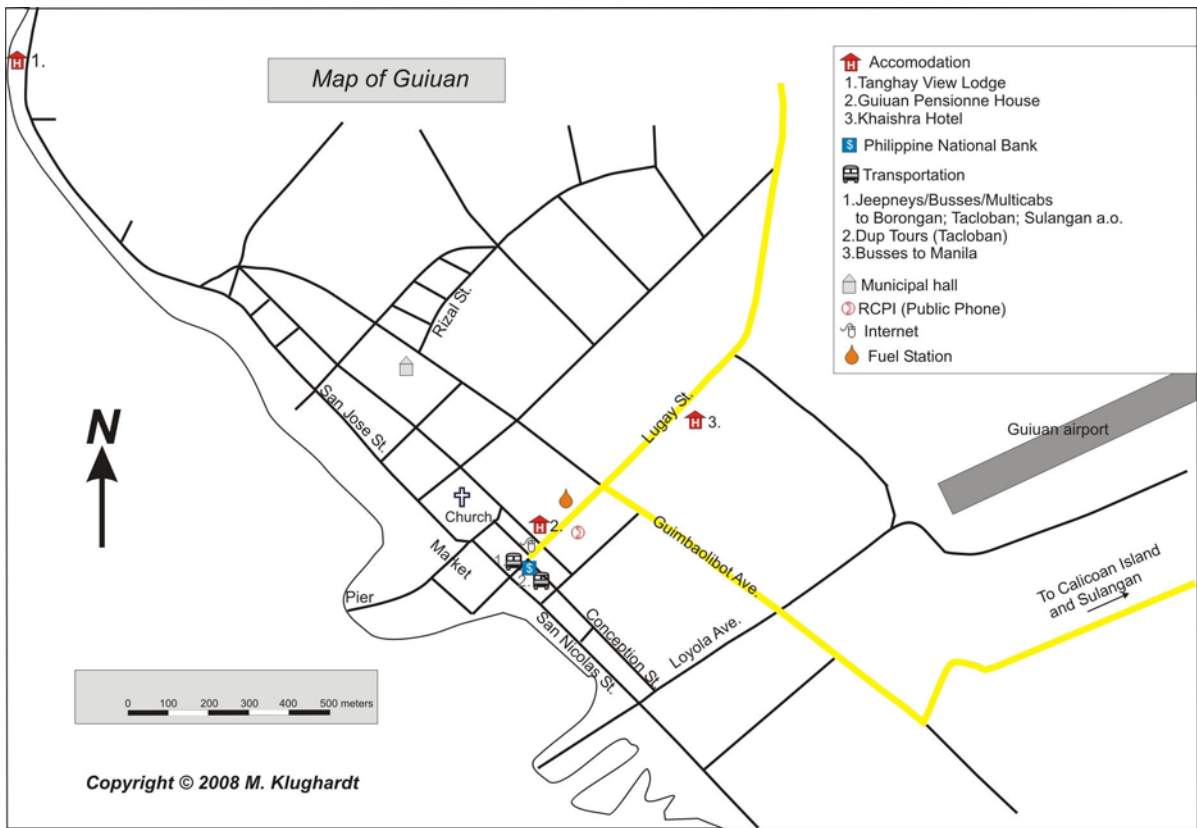 Map of Guiuan
1.
H
Accomodation
1.Tanghay View Lodge
2.Guiuan Pensionne House
3.Khaishra Hotel
$ Philippine National Bank
Transportation
1.Jeepneys/Busses/Multicabs
to Borongan; Tacloban; Sulangan a.o.
2.Dup Tours (Tacloban)
3.Busses to Manila
Municipal hall
RCPI (Public Phone)
Internet
Fuel Station
Rizal St.
San Jose St.
Lugay St.
H 3.
Guiuan airport
N
Church
H 2.
Market
1.
$
2.
Pier
Guimbaolibot Ave.
To Calicoan Island
and Sulangan
Conception St.
San Nicolas St.
Loyola Ave.
0 100 200 300 400 500 meters
Copyright © 2008 M. Klughardt